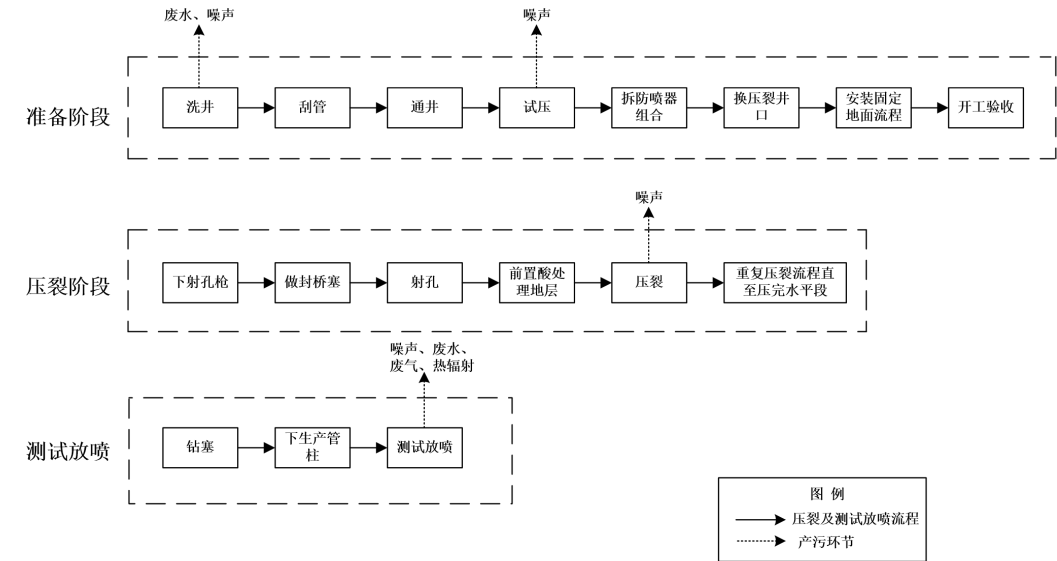 废水、噪声
噪声
准备阶段
洗井
刮管
通井
试压
拆防喷器
组合
换压裂井
口
安装固定
地面流程
开工验收
噪声
压裂阶段
下射孔枪
做封桥塞
射孔
前置酸处
理地层
压裂
重复压裂流程直
至压完水平段
噪声、废水、
废气、热辐射
测试放喷
钻塞
下生产管
柱
测试放喷
图 例
压裂及测试放喷流程
产污环节